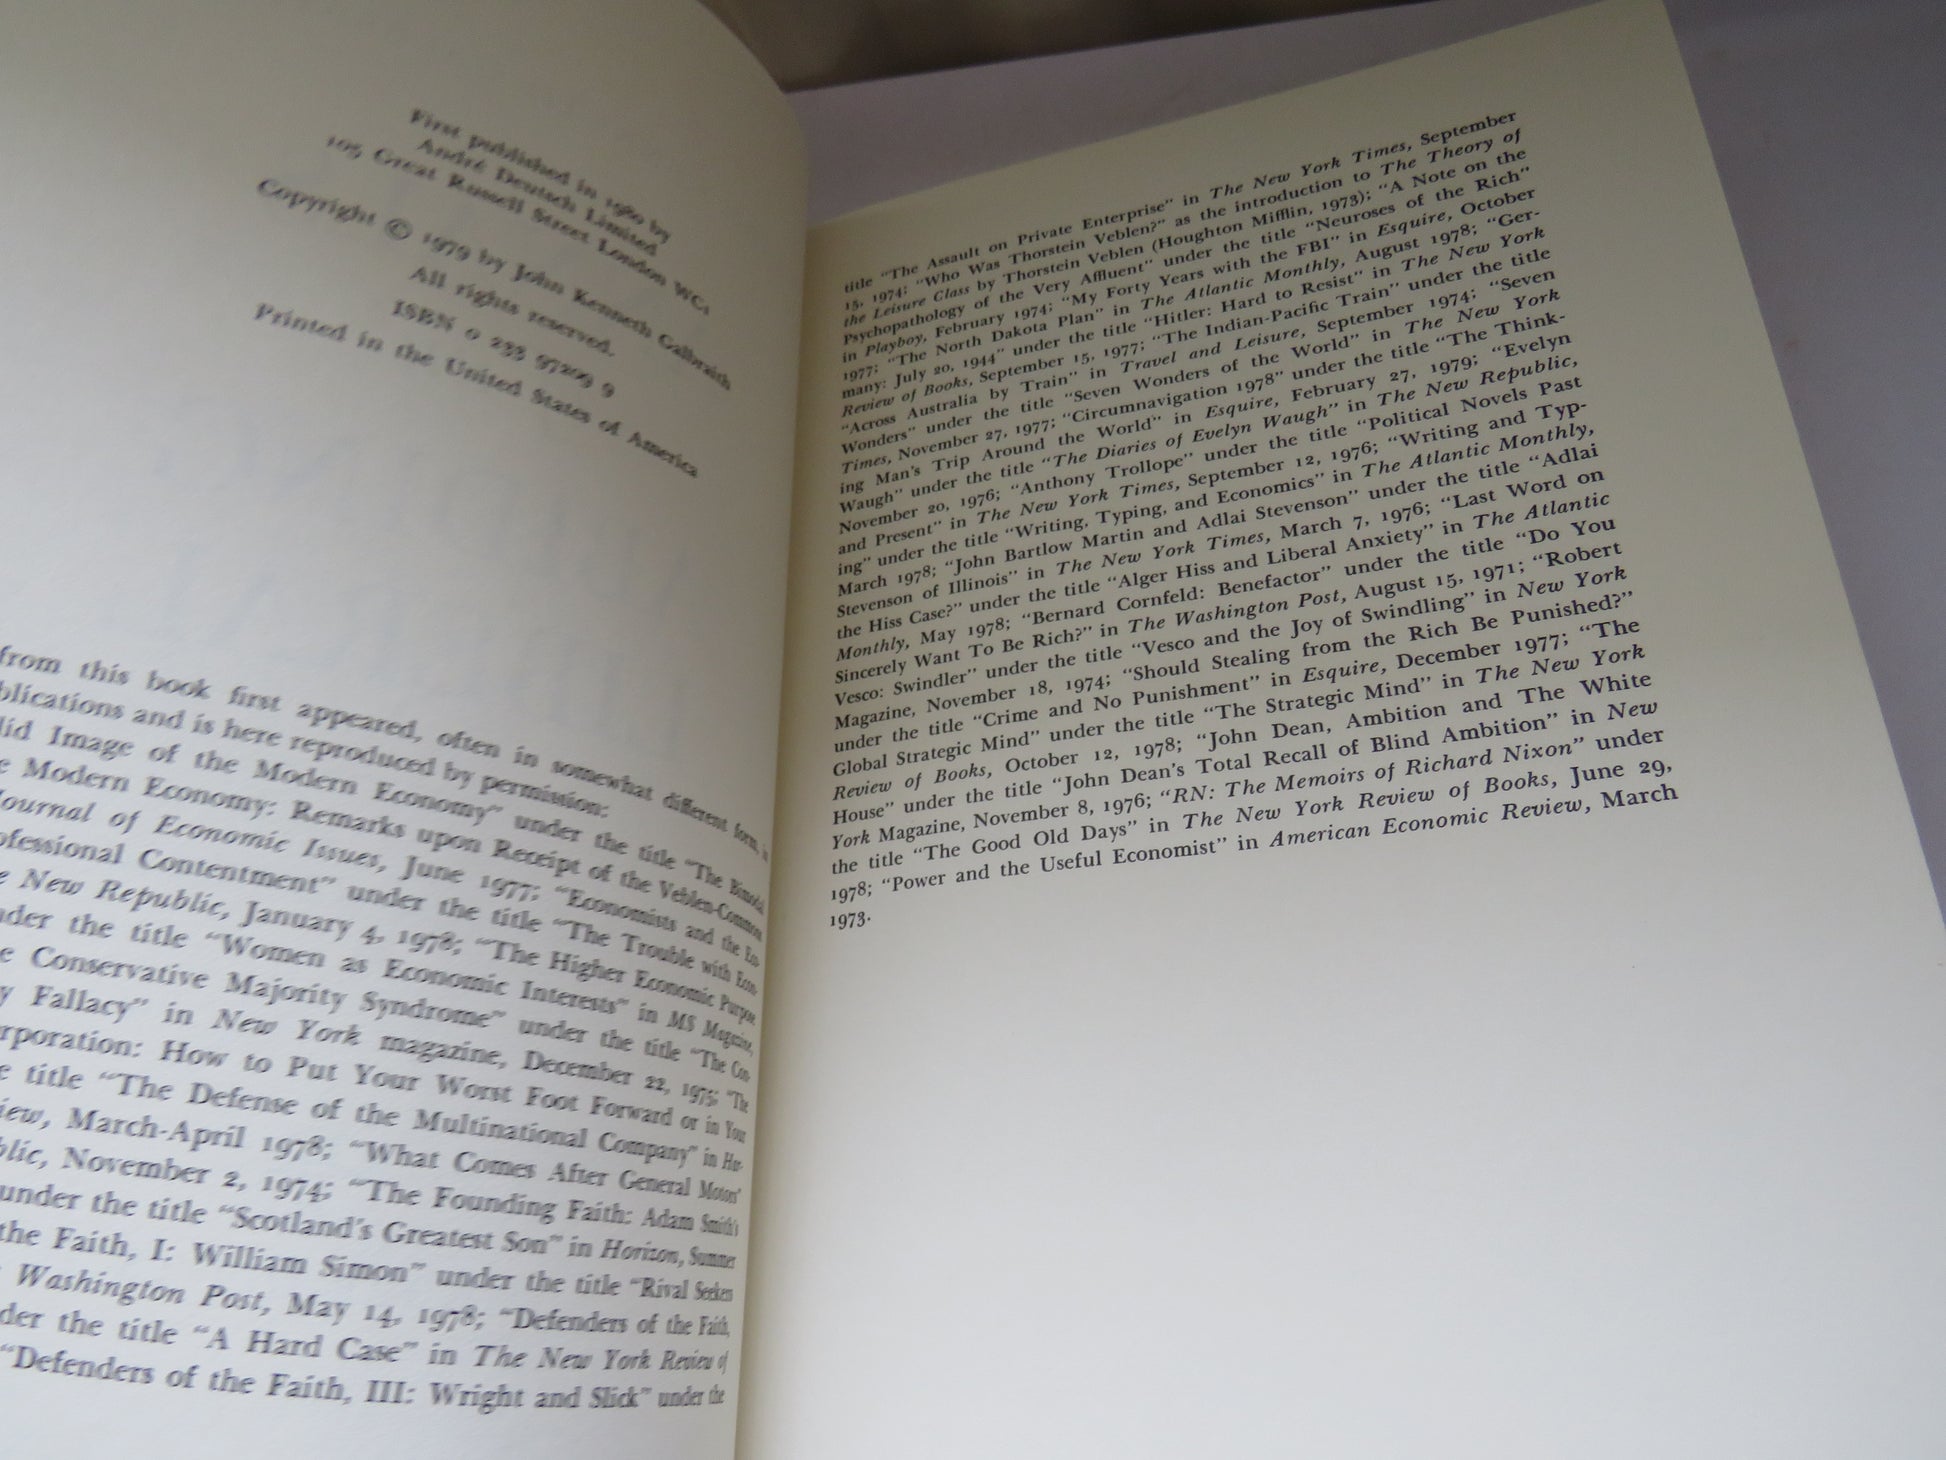 First published in 1980 by
André Deutsch Limited
105 Great Russell Street London WC1
Copyright © 1979 by John Kenneth Galbraith
All rights reserved.
ISBN 0 233 97209 9
Printed in the United States of America
from this book first appeared, often in somewhat different form, in
blications and is here reproduced by permission:
lid Image of the Modern Economy" under the title "The Bimodal
Modern Economy: Remarks upon Receipt of the Veblen-Commons
Journal of Economic Issues, June 1977; "Economists and the Eco-
ofessional Contentment" under the title "The Trouble with Econ-
e New Republic, January 4, 1978; "The Higher Economic Purpose
der the title "Women as Economic Interests" in MS Magazine,
e Conservative Majority Syndrome" under the title "The Con-
y Fallacy" in New York magazine, December 22, 1975; "The
orporation: How to Put Your Worst Foot Forward or in Your
e title "The Defense of the Multinational Company" in Har-
iew, March-April 1978; "What Comes After General Motors"
blic, November 2, 1974; "The Founding Faith: Adam Smith's
under the title "Scotland's Greatest Son" in Horizon, Summer
the Faith, I: William Simon" under the title "Rival Seekers
Washington Post, May 14, 1978; "Defenders of the Faith,
der the title "A Hard Case" in The New York Review of
"Defenders of the Faith, III: Wright and Slick" under the
title "The Assault on Private Enterprise" in The New York Times, September
15, 1974; "Who Was Thorstein Veblen?" as the introduction to The Theory of
the Leisure Class by Thorstein Veblen (Houghton Mifflin, 1973); "A Note on the
Psychopathology of the Very Affluent" under the title "Neuroses of the Rich"
in Playboy, February 1974; "My Forty Years with the FBI" in Esquire, October
1977; "The North Dakota Plan" in The Atlantic Monthly, August 1978; "Ger-
many: July 20, 1944" under the title "Hitler: Hard to Resist" in The New York
Review of Books, September 15, 1977; "The Indian-Pacific Train" under the title
"Across Australia by Train" in Travel and Leisure, September 1974; "Seven
Wonders" under the title "Seven Wonders of the World" in The New York
Times, November 27, 1977; "Circumnavigation 1978" under the title "The Think-
ing Man's Trip Around the World" in Esquire, February 27, 1979; "Evelyn
Waugh" under the title "The Diaries of Evelyn Waugh" in The New Republic,
November 20, 1976; "Anthony Trollope" under the title "Political Novels Past
and Present" in The New York Times, September 12, 1976; "Writing and Typ-
ing" under the title "Writing, Typing, and Economics" in The Atlantic Monthly,
March 1978; "John Bartlow Martin and Adlai Stevenson" under the title "Adlai
Stevenson of Illinois" in The New York Times, March 7, 1976; "Last Word on
the Hiss Case?" under the title "Alger Hiss and Liberal Anxiety" in The Atlantic
Monthly, May 1978; "Bernard Cornfeld: Benefactor" under the title "Do You
Sincerely Want To Be Rich?" in The Washington Post, August 15, 1971; "Robert
Vesco: Swindler" under the title "Vesco and the Joy of Swindling" in New York
Magazine, November 18, 1974; "Should Stealing from the Rich Be Punished?"
under the title "Crime and No Punishment" in Esquire, December 1977; "The
Global Strategic Mind" under the title "The Strategic Mind" in The New York
Review of Books, October 12, 1978; "John Dean, Ambition and The White
House" under the title "John Dean's Total Recall of Blind Ambition" in New
York Magazine, November 8, 1976; "RN: The Memoirs of Richard Nixon" under
the title "The Good Old Days" in The New York Review of Books, June 29,
1978; "Power and the Useful Economist" in American Economic Review, March
1973.